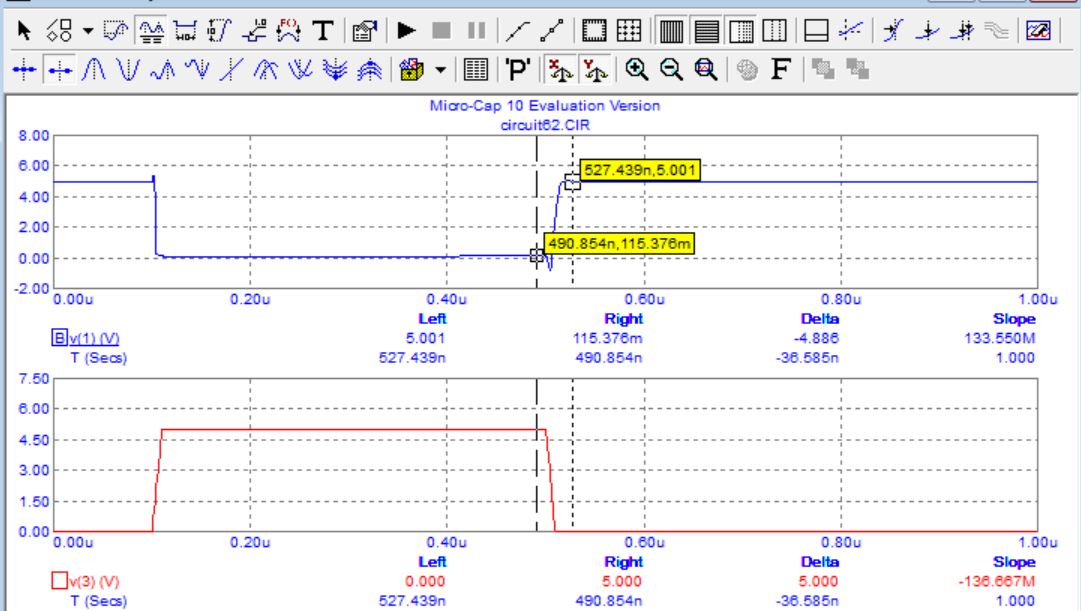 T
'P'
F
Micro-Cap 10 Evaluation Version
circuit62.CIR
8.00
6.00
4.00
2.00
0.00
-2.00
527.439n,5.001
490.854n,115.376m
0.00u 0.20u 0.40u 0.60u 0.80u 1.00u
Left Right Delta Slope
B v(1) (V) 5.001 115.376m -4.886 133.550M
T (Secs) 527.439n 490.854n -36.585n 1.000
7.50
6.00
4.50
3.00
1.50
0.00
0.00u 0.20u 0.40u 0.60u 0.80u 1.00u
Left Right Delta Slope
v(3) (V) 0.000 5.000 5.000 -136.667M
T (Secs) 527.439n 490.854n -36.585n 1.000